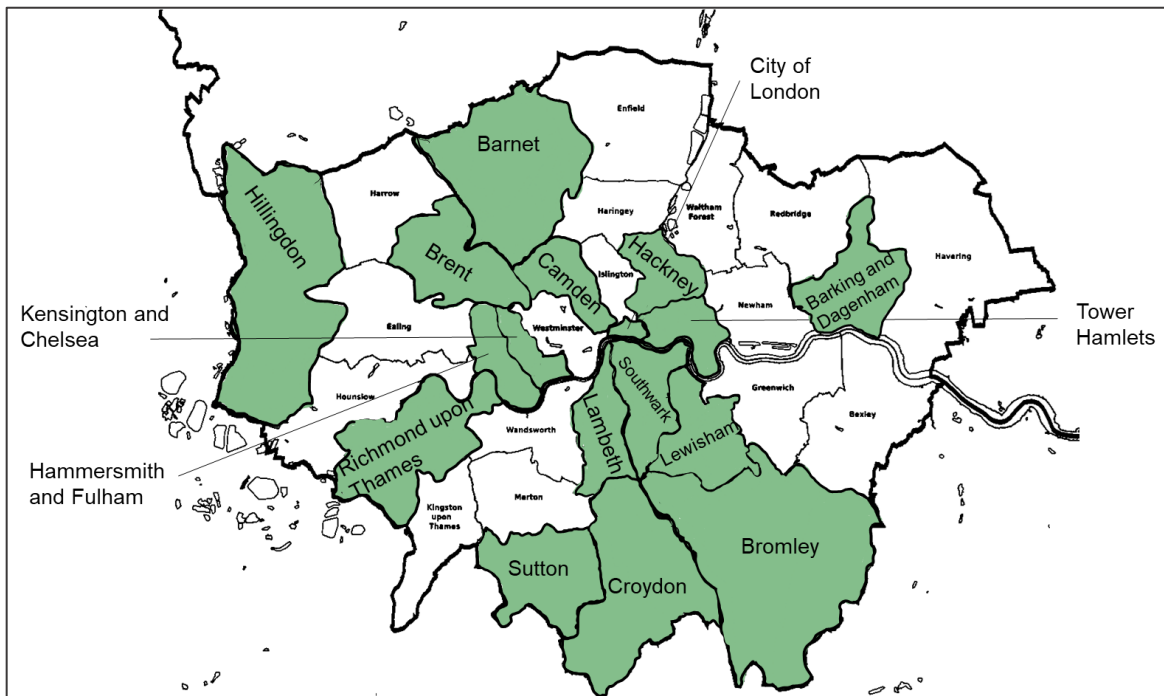 City of
London
Enfield
Barnet
Harrow
Hillingdon
Haringey
Waltham
Forest
Redbridge
Havering
Brent
Camden
Islington
Hackney
Barking and
Dagenham
Newham
Kensington and
Chelsea
Ealing
Westminster
Tower
Hamlets
Hounslow
Southwark
Greenwich
Bexley
Hammersmith
and Fulham
Richmond upon
Thames
Wandsworth
Lambeth
Lewisham
Kingston
upon
Thames
Merton
Sutton
Croydon
Bromley